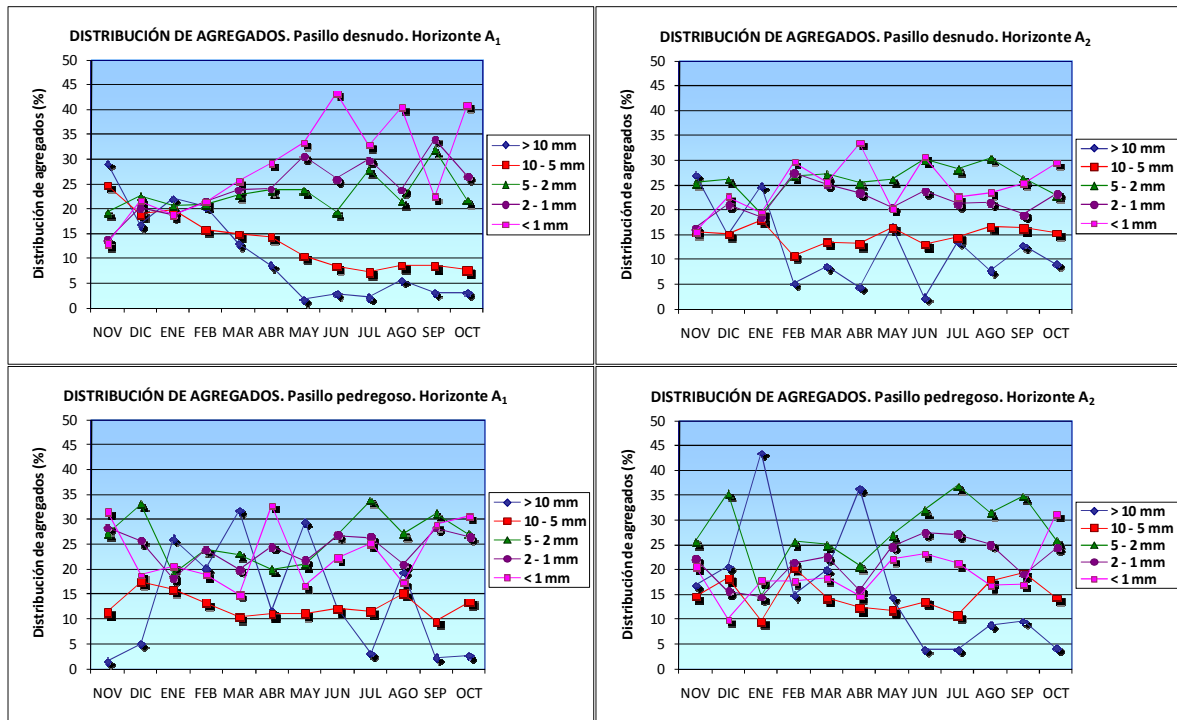 DISTRIBUCIÓN DE AGREGADOS. Pasillo desnudo. Horizonte A1
Distribución de agregados (%)
50
45
40
35
30
25
20
15
10
5
0
NOV DIC ENE FEB MAR ABR MAY JUN JUL AGO SEP OCT
> 10 mm
10 - 5 mm
5 - 2 mm
2 - 1 mm
< 1 mm
DISTRIBUCIÓN DE AGREGADOS. Pasillo desnudo. Horizonte A2
Distribución de agregados (%)
50
45
40
35
30
25
20
15
10
5
0
NOV DIC ENE FEB MAR ABR MAY JUN JUL AGO SEP OCT
> 10 mm
10 - 5 mm
5 - 2 mm
2 - 1 mm
< 1 mm
DISTRIBUCIÓN DE AGREGADOS. Pasillo pedregoso. Horizonte A1
Distribución de agregados (%)
50
45
40
35
30
25
20
15
10
5
0
NOV DIC ENE FEB MAR ABR MAY JUN JUL AGO SEP OCT
> 10 mm
10 - 5 mm
5 - 2 mm
2 - 1 mm
< 1 mm
DISTRIBUCIÓN DE AGREGADOS. Pasillo pedregoso. Horizonte A2
Distribución de agregados (%)
50
45
40
35
30
25
20
15
10
5
0
NOV DIC ENE FEB MAR ABR MAY JUN JUL AGO SEP OCT
> 10 mm
10 - 5 mm
5 - 2 mm
2 - 1 mm
< 1 mm